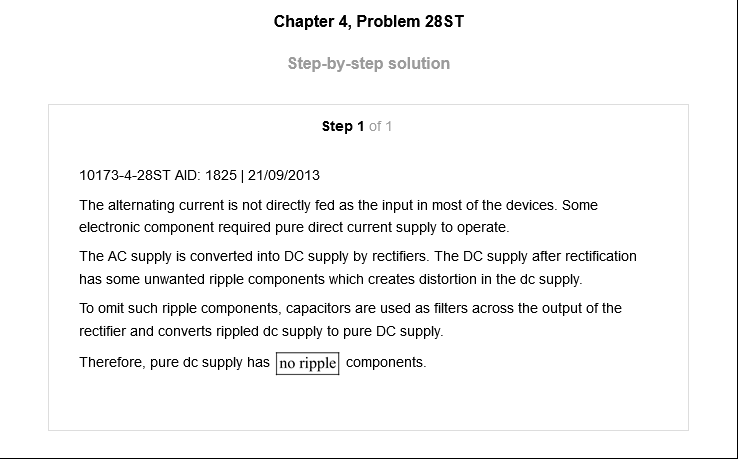 Chapter 4, Problem 28ST
Step-by-step solution
Step 1 of 1
10173-4-28ST AID: 1825 | 21/09/2013
The alternating current is not directly fed as the input in most of the devices. Some
electronic component required pure direct current supply to operate.
The AC supply is converted into DC supply by rectifiers. The DC supply after rectification
has some unwanted ripple components which creates distortion in the dc supply.
To omit such ripple components, capacitors are used as filters across the output of the
rectifier and converts rippled dc supply to pure DC supply.
Therefore, pure dc supply has no ripple components.